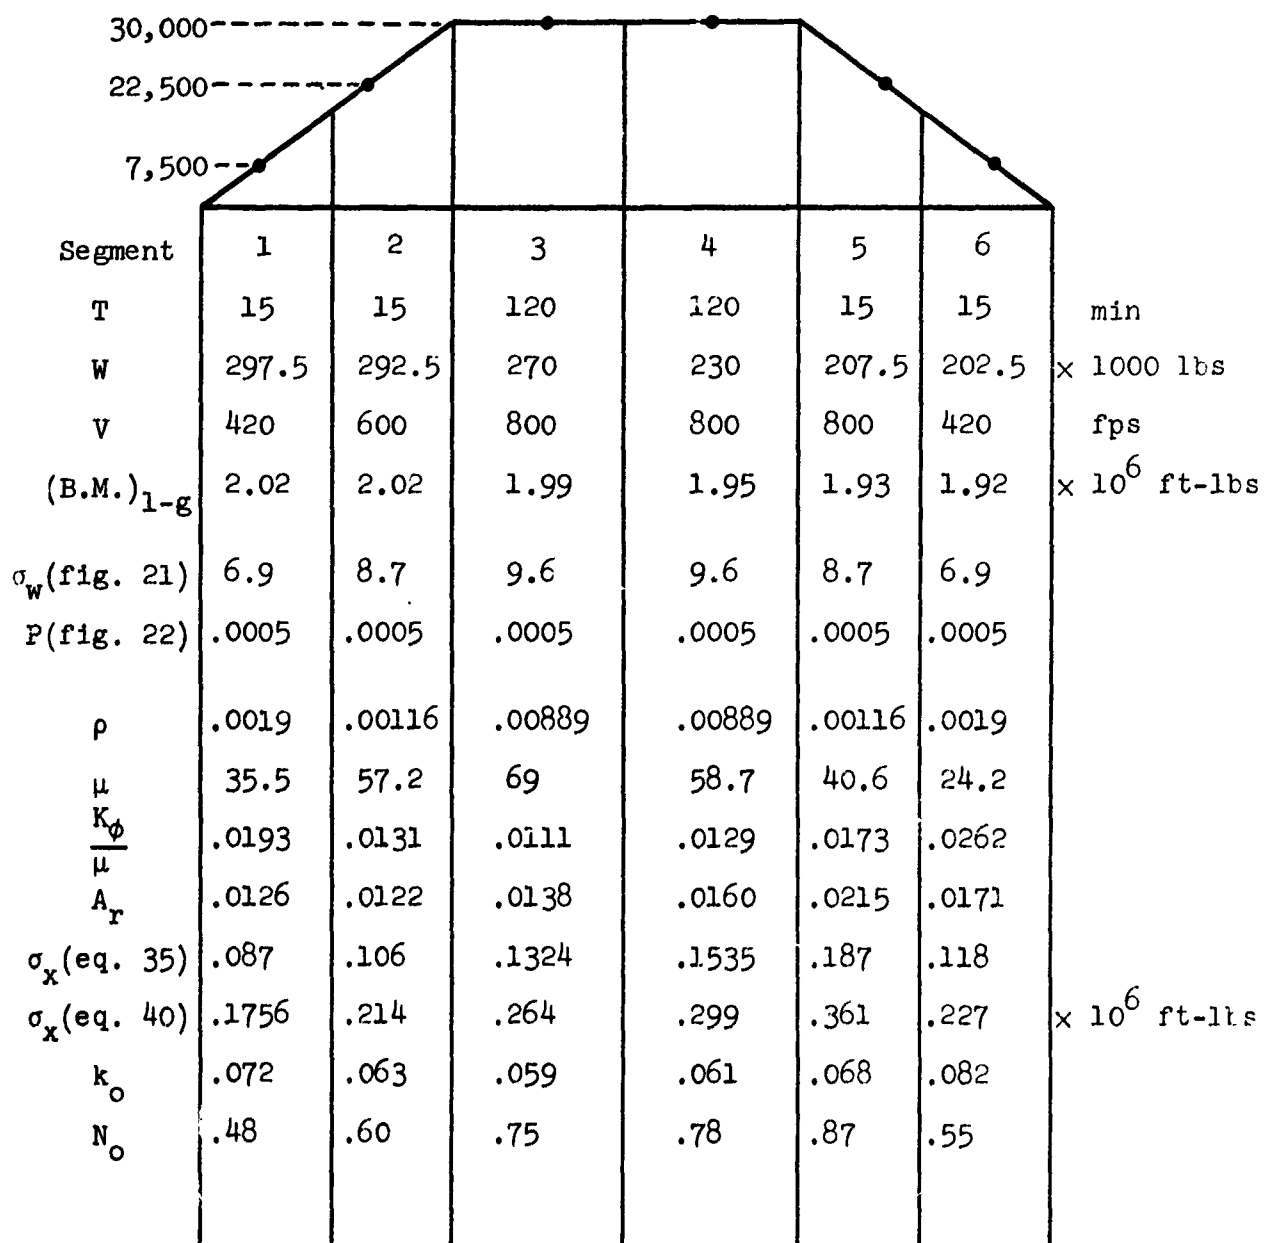 30,000
22,500
7,500
Segment 1 2 3 4 5 6
T 15 15 120 120 15 15 min
W 297.5 292.5 270 230 207.5 202.5 × 1000 lbs
V 420 600 800 800 800 420 fps
(B.M.)1-g 2.02 2.02 1.99 1.95 1.93 1.92 × 10^6 ft-lbs
σw(fig. 21) 6.9 8.7 9.6 9.6 8.7 6.9
P(fig. 22) .0005 .0005 .0005 .0005 .0005 .0005
ρ .0019 .00116 .00889 .00889 .00116 .0019
μ 35.5 57.2 69 58.7 40.6 24.2
Kφ/μ .0193 .0131 .0111 .0129 .0173 .0262
Ar .0126 .0122 .0138 .0160 .0215 .0171
σx(eq. 35) .087 .106 .1324 .1535 .187 .118
σx(eq. 40) .1756 .214 .264 .299 .361 .227 × 10^6 ft-lbs
ko .072 .063 .059 .061 .068 .082
No .48 .60 .75 .78 .87 .55